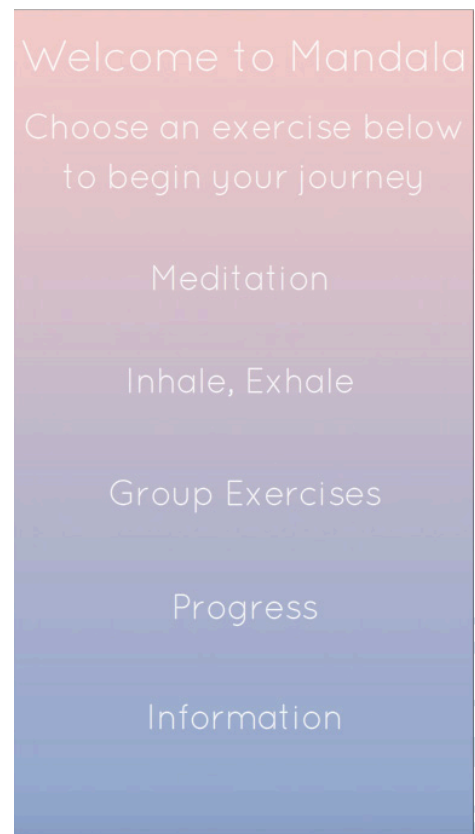 Welcome to Mandala
Choose an exercise below
to begin your journey
Meditation
Inhale, Exhale
Group Exercises
Progress
Information